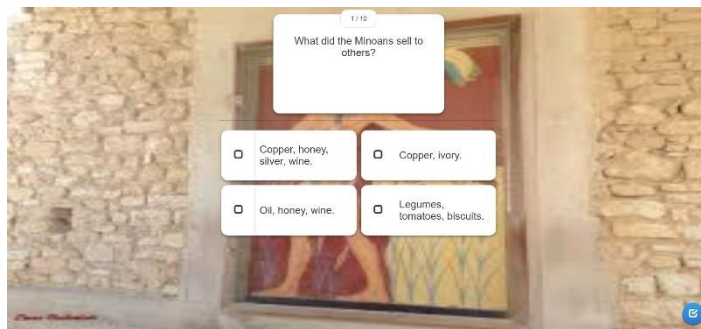 1 / 10
What did the Minoans sell to
others?
Copper, honey,
silver, wine.
Copper, ivory.
Oil, honey, wine.
Legumes,
tomatoes, biscuits.